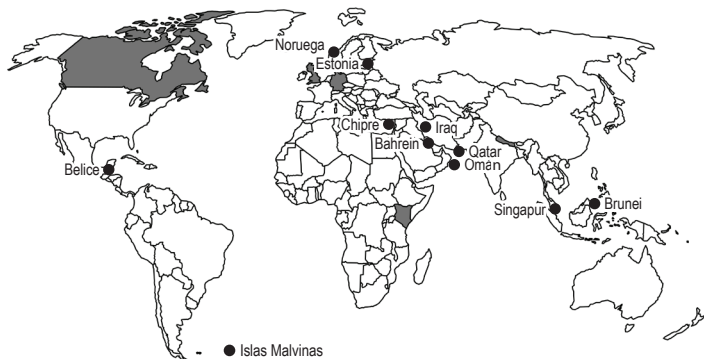 Noruega
Estonia
Chipre
Iraq
Bahrein
Qatar
Omán
Belice
Singapur
Brunei
Islas Malvinas